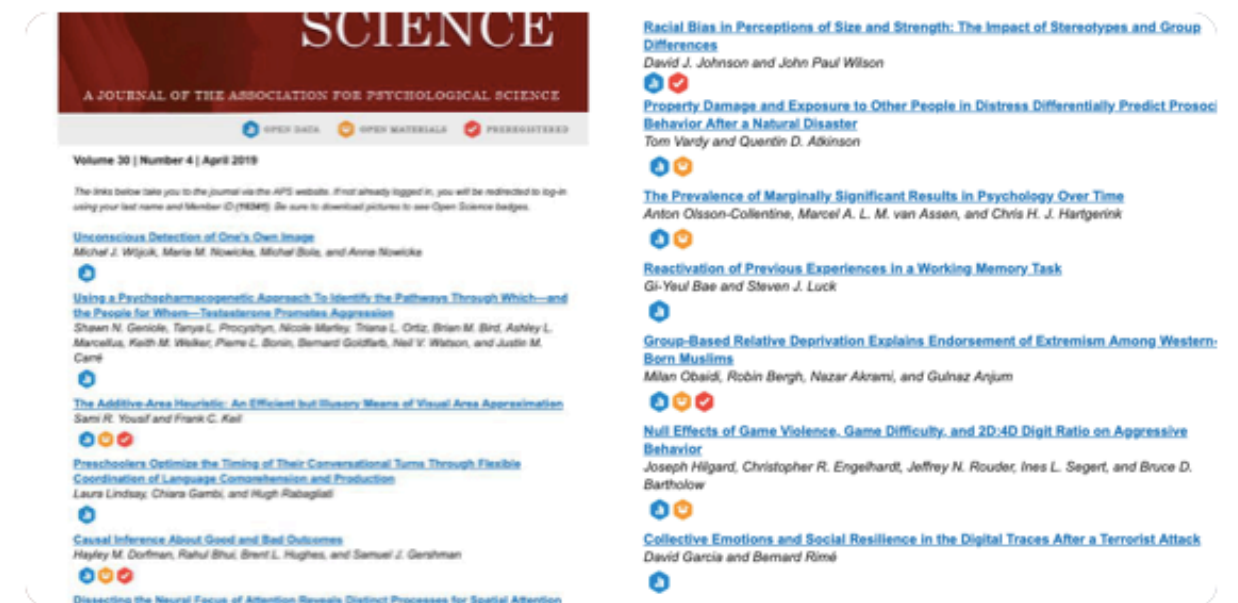 SCIENCE
A JOURNAL OF THE ASSOCIATION FOR PSYCHOLOGICAL SCIENCE
OPEN DATA OPEN MATERIALS PREREGISTERED
Volume 30 | Number 4 | April 2019
The links below take you to the journal via the APS website. If not already logged in, you will be redirected to log-in
using your last name and Member ID Be sure to download pictures to see Open Science badges.
Unconscious Detection of One's Own Image
Michał J. Wójcik, Maria M. Nowicka, Michał Bola, and Anna Nowicka
Using a Psychopharmacogenetic Approach To Identify the Pathways Through Which—and
the People for Whom—Testosterone Promotes Aggression
Shawn N. Geniole, Tanya L. Procyshyn, Nicole Marley, Triana L. Ortiz, Brian M. Bird, Ashley L.
Marcellus, Keith M. Welker, Pierre L. Bonin, Bernard Goldfarb, Neil V. Watson, and Justin M.
Carré
The Additive-Area Heuristic: An Efficient but Illusory Means of Visual Area Approximation
Sami R. Yousif and Frank C. Keil
Preschoolers Optimize the Timing of Their Conversational Turns Through Flexible
Coordination of Language Comprehension and Production
Laura Lindsay, Chiara Gambi, and Hugh Rabagliati
Causal Inference About Good and Bad Outcomes
Hayley M. Dorfman, Rahul Bhui, Brent L. Hughes, and Samuel J. Gershman
Dissecting the Neural Focus of Attention Reveals Distinct Processes for Spatial Attention
Racial Bias in Perceptions of Size and Strength: The Impact of Stereotypes and Group
Differences
David J. Johnson and John Paul Wilson
Property Damage and Exposure to Other People in Distress Differentially Predict Prosoci
Behavior After a Natural Disaster
Tom Vardy and Quentin D. Atkinson
The Prevalence of Marginally Significant Results in Psychology Over Time
Anton Olsson-Collentine, Marcel A. L. M. van Assen, and Chris H. J. Hartgerink
Reactivation of Previous Experiences in a Working Memory Task
Gi-Yeul Bae and Steven J. Luck
Group-Based Relative Deprivation Explains Endorsement of Extremism Among Western-
Born Muslims
Milan Obaidi, Robin Bergh, Nazar Akrami, and Gulnaz Anjum
Null Effects of Game Violence, Game Difficulty, and 2D:4D Digit Ratio on Aggressive
Behavior
Joseph Hilgard, Christopher R. Engelhardt, Jeffrey N. Rouder, Ines L. Segert, and Bruce D.
Bartholow
Collective Emotions and Social Resilience in the Digital Traces After a Terrorist Attack
David Garcia and Bernard Rimé